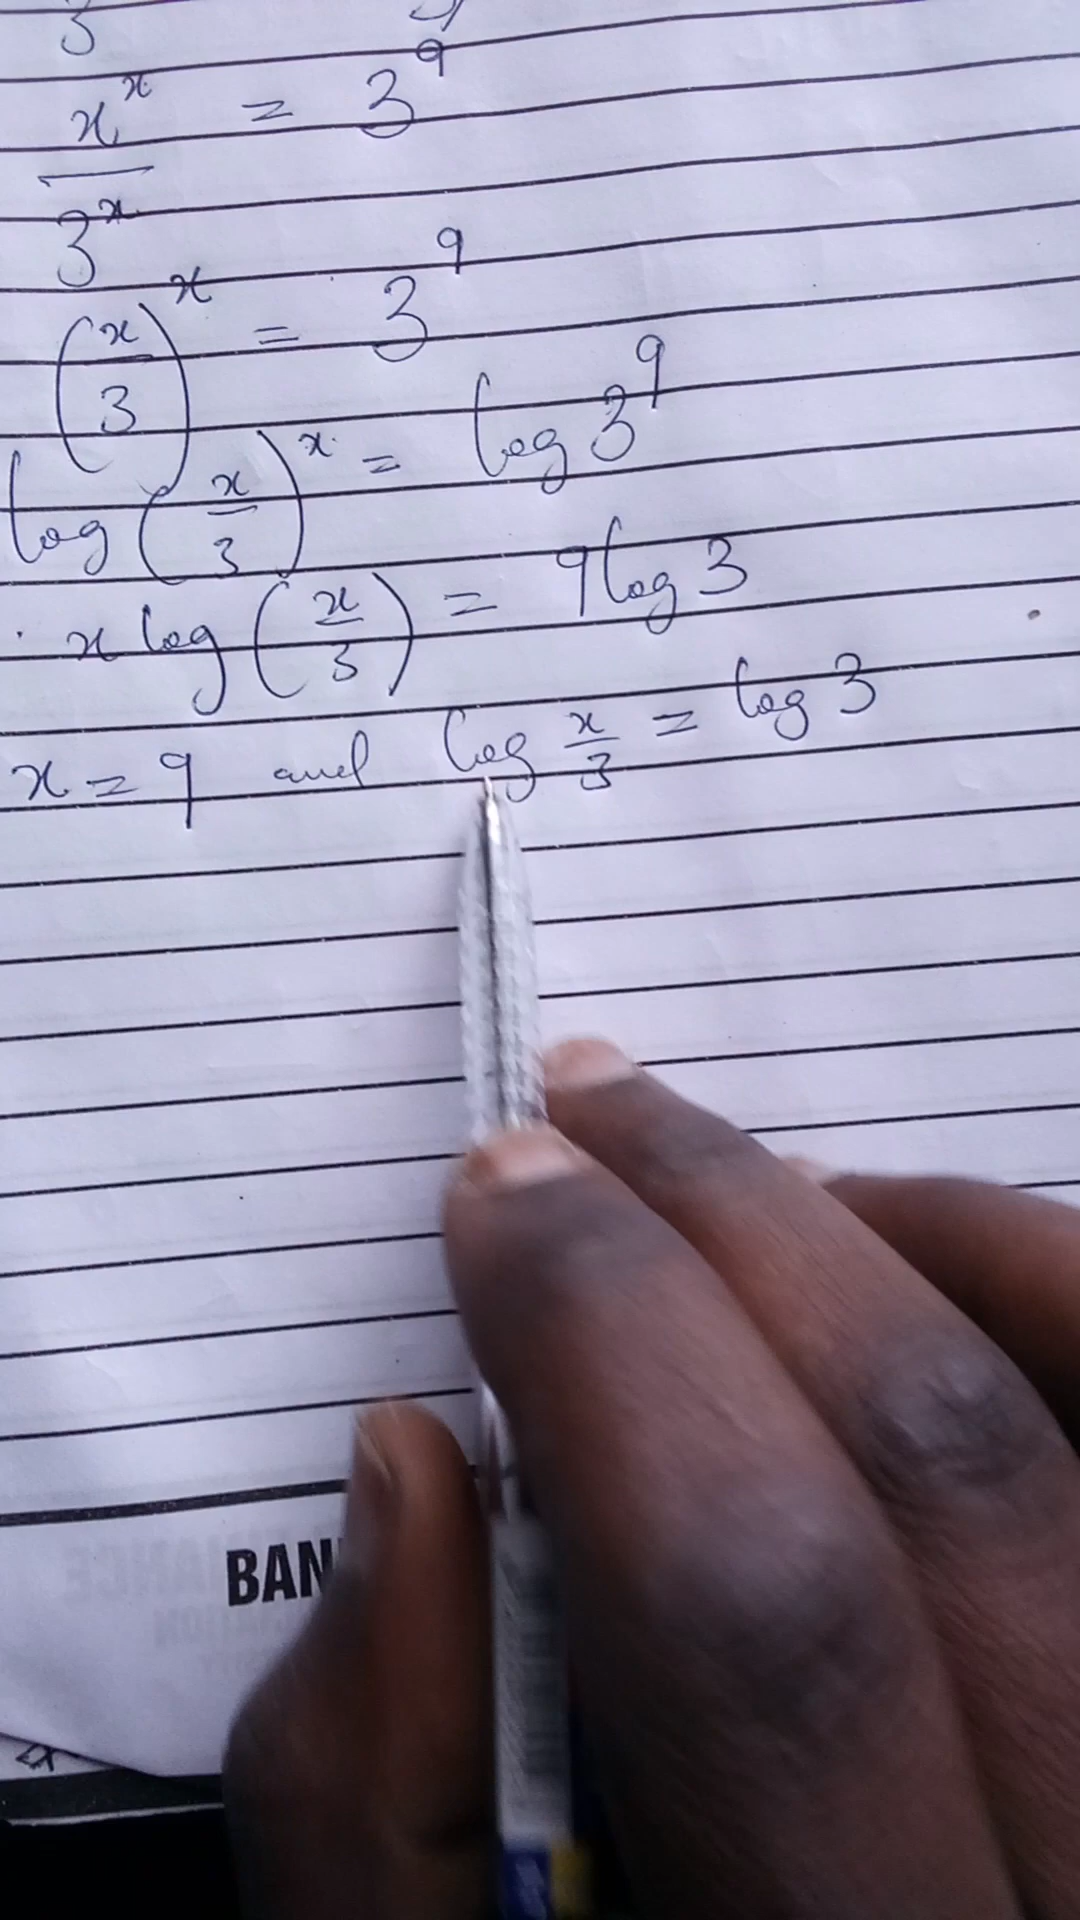 3
x^x / 3^x = 3^9
(x/3)^x = 3^9
log (x/3)^x = log 3^9
x log (x/3) = 9 log 3
x = 9 and log x/3 = log 3
BAN